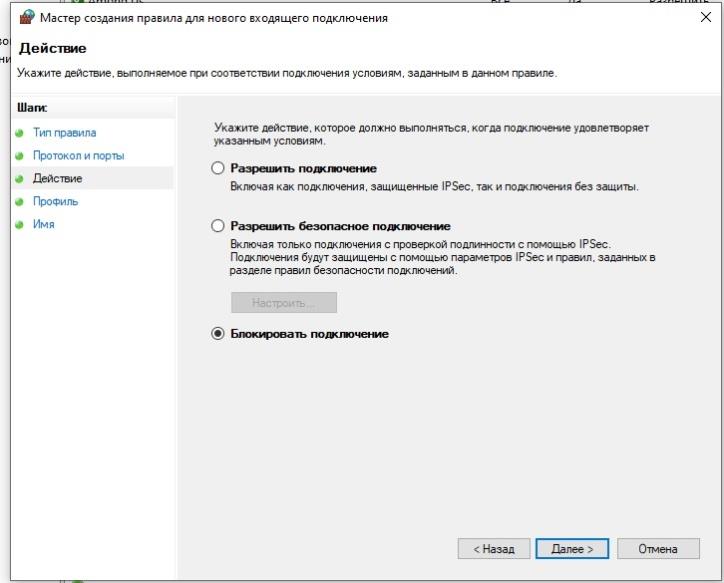 Мастер создания правила для нового входящего подключения
Действие
Укажите действие, выполняемое при соответствии подключения условиям, заданным в данном правиле.
Шаги:
Тип правила
Протокол и порты
Действие
Профиль
Имя
Укажите действие, которое должно выполняться, когда подключение удовлетворяет
указанным условиям.
Разрешить подключение
Включая как подключения, защищенные IPSec, так и подключения без защиты.
Разрешить безопасное подключение
Включая только подключения с проверкой подлинности с помощью IPSec.
Подключения будут защищены с помощью параметров IPSec и правил, заданных в
разделе правил безопасности подключений.
Настроить...
Блокировать подключение
< Назад
Далее >
Отмена